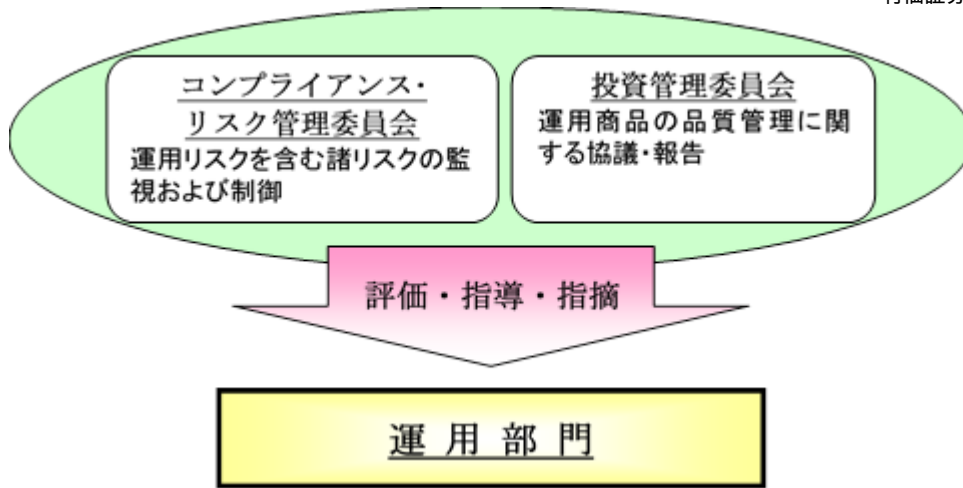 コンプライアンス・
リスク管理委員会
運用リスクを含む諸リスクの監
視および制御
投資管理委員会
運用商品の品質管理に関
する協議・報告
評価・指導・指摘
運用部門